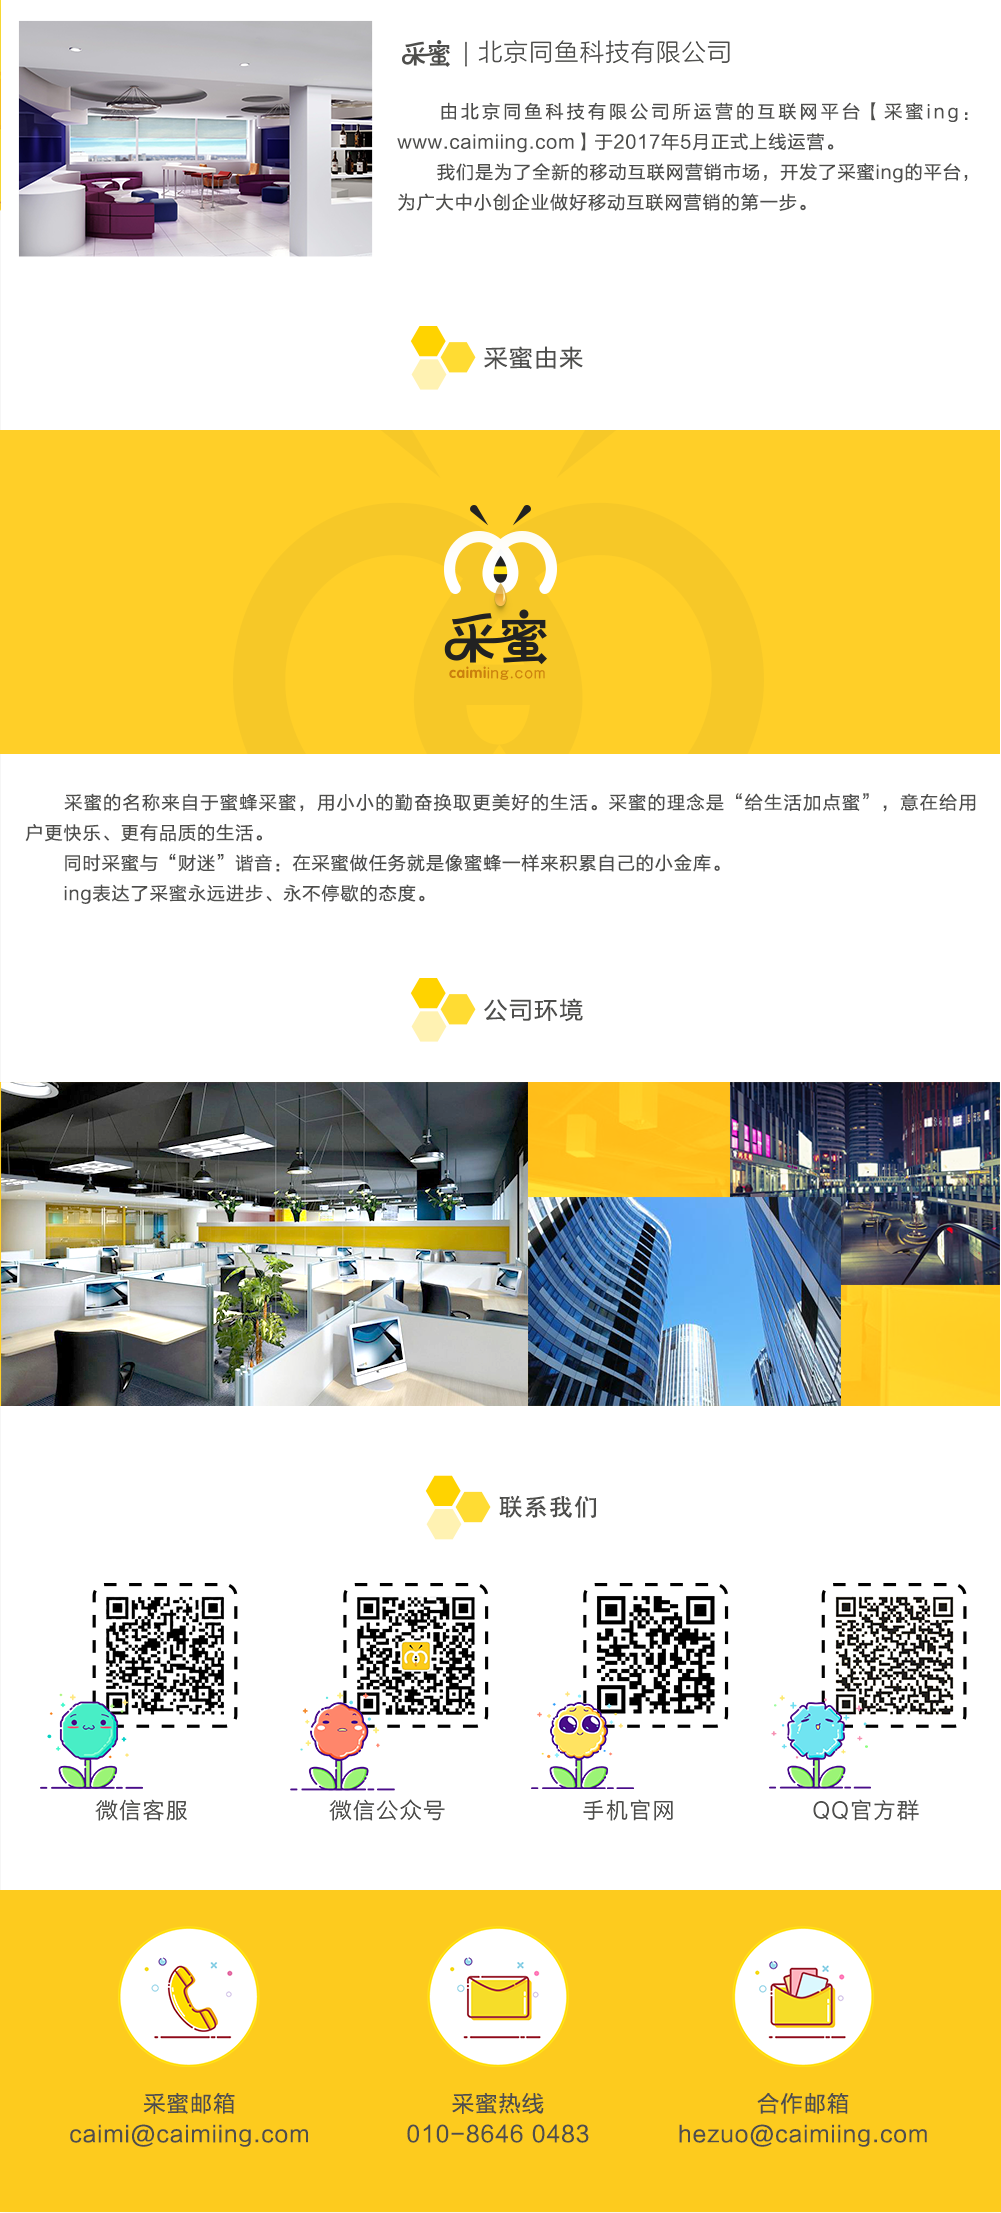 采蜜 | 北京同鱼科技有限公司
由北京同鱼科技有限公司所运营的互联网平台【采蜜ing：
www.caimiing.com】于2017年5月正式上线运营。
我们是为了全新的移动互联网营销市场，开发了采蜜ing的平台，
为广大中小创企业做好移动互联网营销的第一步。
采蜜由来
采蜜
caimiing.com
采蜜的名称来自于蜜蜂采蜜，用小小的勤奋换取更美好的生活。采蜜的理念是“给生活加点蜜”，意在给用
户更快乐、更有品质的生活。
同时采蜜与“财迷”谐音：在采蜜做任务就是像蜜蜂一样来积累自己的小金库。
ing表达了采蜜永远进步、永不停歇的态度。
公司环境
联系我们
微信客服
微信公众号
手机官网
QQ官方群
采蜜邮箱
caimi@caimiing.com
采蜜热线
010-8646 0483
合作邮箱
hezuo@caimiing.com